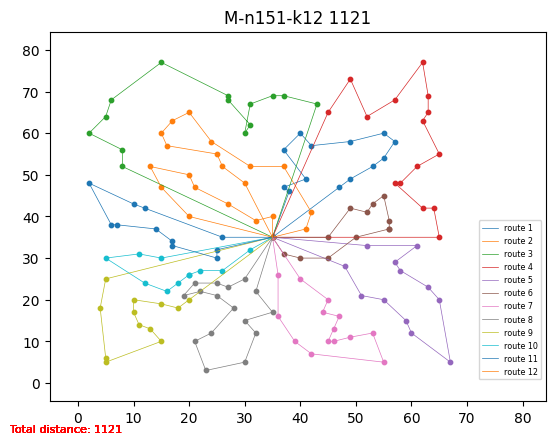 M-n151-k12 1121
80
70
60
50
40
30
20
10
0
0 10 20 30 40 50 60 70 80
route 1
route 2
route 3
route 4
route 5
route 6
route 7
route 8
route 9
route 10
route 11
route 12
Total distance: 1121